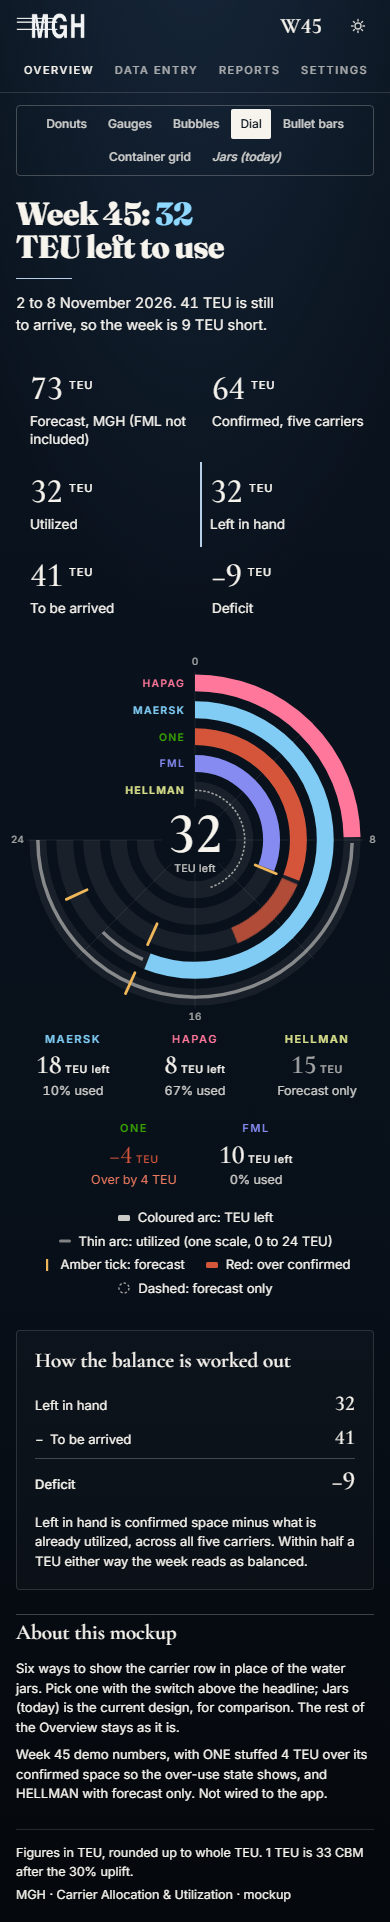 MGH
W45
OVERVIEW DATA ENTRY REPORTS SETTINGS
Donuts Gauges Bubbles Dial Bullet bars
Container grid Jars (today)
Week 45: 32
TEU left to use
2 to 8 November 2026. 41 TEU is still
to arrive, so the week is 9 TEU short.
73 TEU 64 TEU
Forecast, MGH (FML not Confirmed, five carriers
included)
32 TEU 32 TEU
Utilized Left in hand
41 TEU –9 TEU
To be arrived Deficit
0
HAPAG
MAERSK
ONE
FML
HELLMAN
32
24 8
TEU left
16
MAERSK HAPAG HELLMAN
18 TEU left 8 TEU left 15 TEU
10% used 67% used Forecast only
ONE FML
–4 TEU 10 TEU left
Over by 4 TEU 0% used
Coloured arc: TEU left
Thin arc: utilized (one scale, 0 to 24 TEU)
Amber tick: forecast Red: over confirmed
Dashed: forecast only
How the balance is worked out
Left in hand 32
– To be arrived 41
Deficit –9
Left in hand is confirmed space minus what is
already utilized, across all five carriers. Within half a
TEU either way the week reads as balanced.
About this mockup
Six ways to show the carrier row in place of the water
jars. Pick one with the switch above the headline; Jars
(today) is the current design, for comparison. The rest of
the Overview stays as it is.
Week 45 demo numbers, with ONE stuffed 4 TEU over its
confirmed space so the over-use state shows, and
HELLMAN with forecast only. Not wired to the app.
Figures in TEU, rounded up to whole TEU. 1 TEU is 33 CBM
after the 30% uplift.
MGH · Carrier Allocation & Utilization · mockup